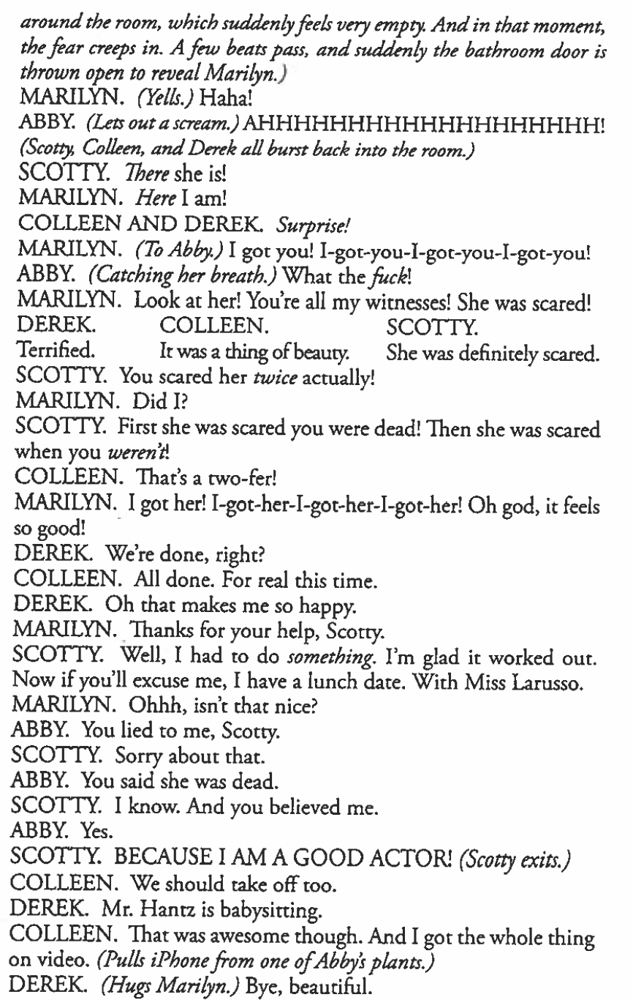 around the room, which suddenly feels very empty. And in that moment,
the fear creeps in. A few beats pass, and suddenly the bathroom door is
thrown open to reveal Marilyn.)
MARILYN. (Yells.) Haha!
ABBY. (Lets out a scream.) AHHHHHHHHHHHHHHHHHHHH!
(Scotty, Colleen, and Derek all burst back into the room.)
SCOTTY. There she is!
MARILYN. Here I am!
COLLEEN AND DEREK. Surprise!
MARILYN. (To Abby.) I got you! I-got-you-I-got-you-I-got-you!
ABBY. (Catching her breath.) What the fuck!
MARILYN. Look at her! You're all my witnesses! She was scared!
DEREK. COLLEEN. SCOTTY.
Terrified. It was a thing of beauty. She was definitely scared.
SCOTTY. You scared her twice actually!
MARILYN. Did I?
SCOTTY. First she was scared you were dead! Then she was scared
when you weren't!
COLLEEN. That's a two-fer!
MARILYN. I got her! I-got-her-I-got-her-I-got-her! Oh god, it feels
so good!
DEREK. We're done, right?
COLLEEN. All done. For real this time.
DEREK. Oh that makes me so happy.
MARILYN. Thanks for your help, Scotty.
SCOTTY. Well, I had to do something. I'm glad it worked out.
Now if you'll excuse me, I have a lunch date. With Miss Larusso.
MARILYN. Ohhh, isn't that nice?
ABBY. You lied to me, Scotty.
SCOTTY. Sorry about that.
ABBY. You said she was dead.
SCOTTY. I know. And you believed me.
ABBY. Yes.
SCOTTY. BECAUSE I AM A GOOD ACTOR! (Scotty exits.)
COLLEEN. We should take off too.
DEREK. Mr. Hantz is babysitting.
COLLEEN. That was awesome though. And I got the whole thing
on video. (Pulls iPhone from one of Abby's plants.)
DEREK. (Hugs Marilyn.) Bye, beautiful.